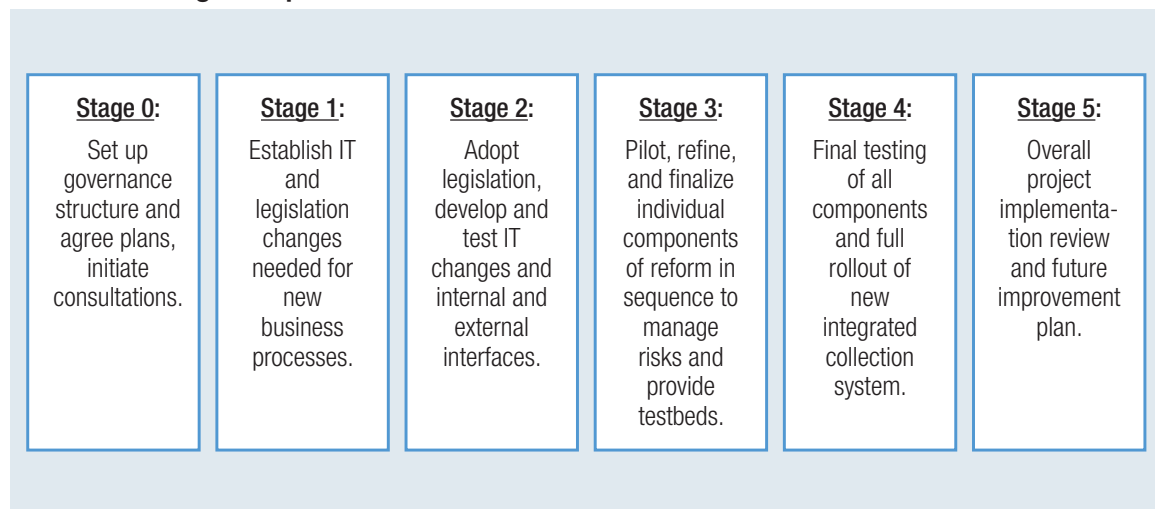 Stage 0:
Set up
governance
structure and
agree plans,
initiate
consultations.
Stage 1:
Establish IT
and
legislation
changes
needed for
new
business
processes.
Stage 2:
Adopt
legislation,
develop and
test IT
changes and
internal and
external
interfaces.
Stage 3:
Pilot, refine,
and finalize
individual
components
of reform in
sequence to
manage
risks and
provide
testbeds.
Stage 4:
Final testing
of all
components
and full
rollout of
new
integrated
collection
system.
Stage 5:
Overall
project
implementa-
tion review
and future
improvement
plan.